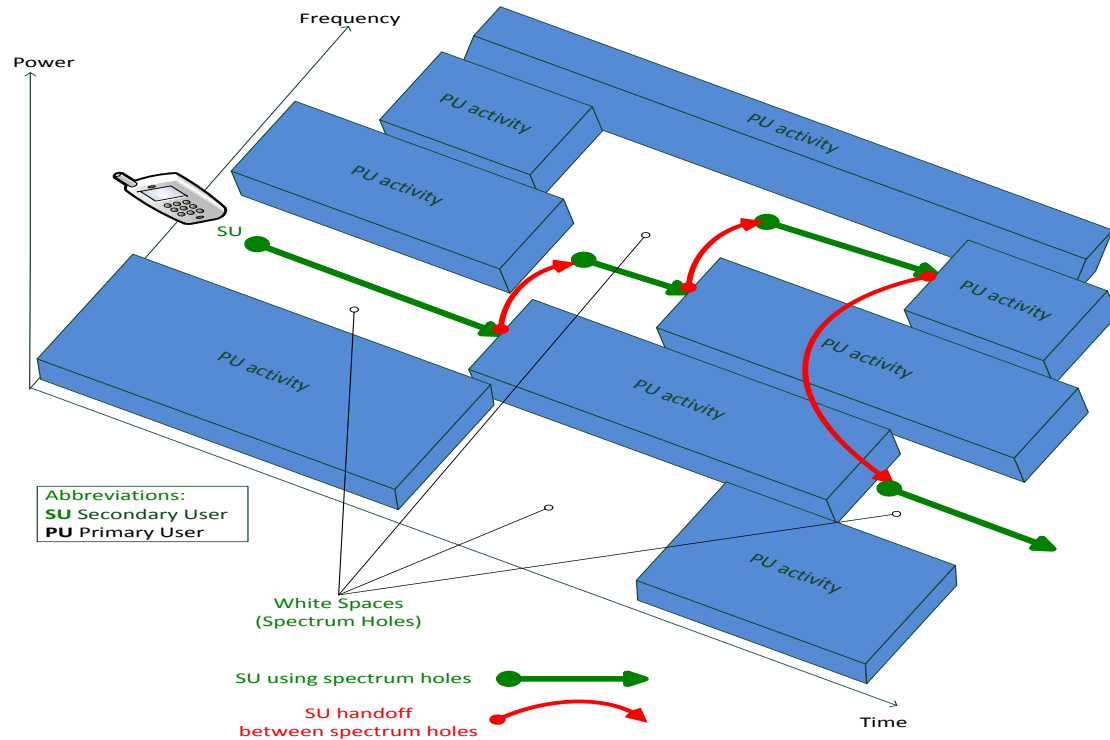 Frequency
Power
PU activity
PU activity
PU activity
SU
PU activity
PU activity
PU activity
PU activity
PU activity
Abbreviations:
SU Secondary User
PU Primary User
White Spaces
(Spectrum Holes)
SU using spectrum holes
SU handoff
between spectrum holes
Time